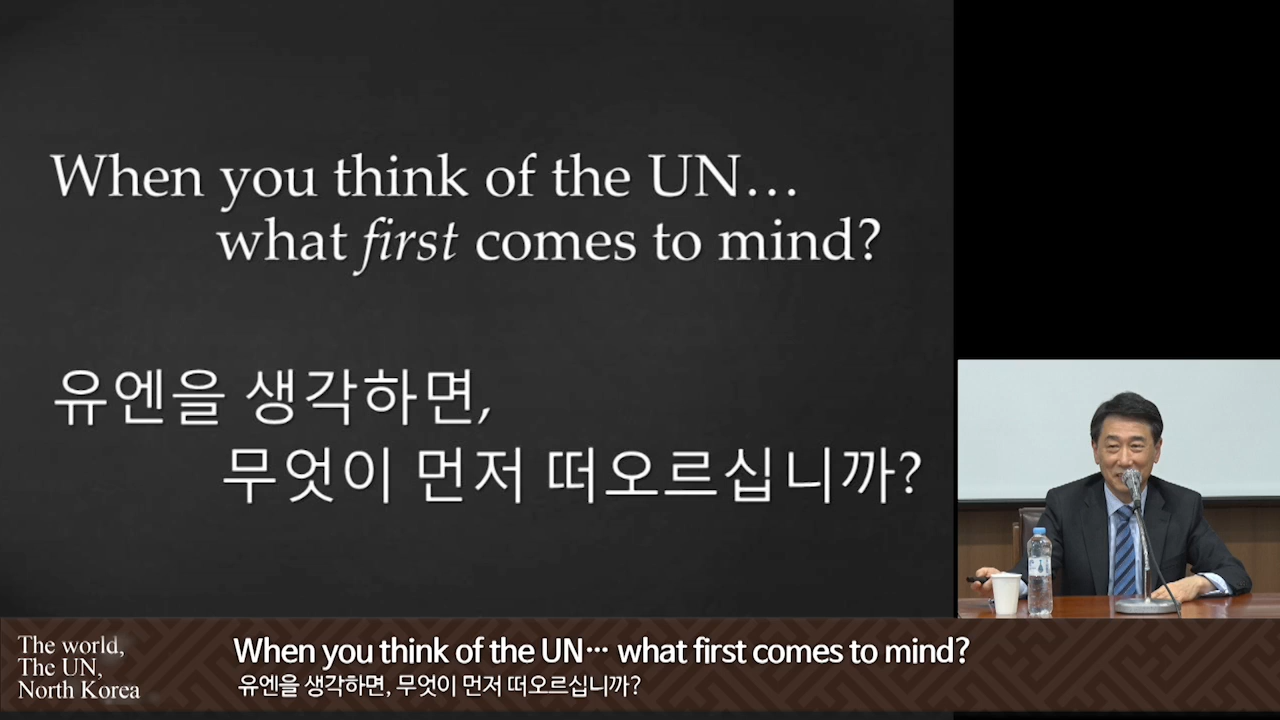 When you think of the UN…
what first comes to mind?
유엔을 생각하면,
무엇이 먼저 떠오르십니까?
The world,
The UN,
North Korea
When you think of the UN… what first comes to mind?
유엔을 생각하면, 무엇이 먼저 떠오르십니까?